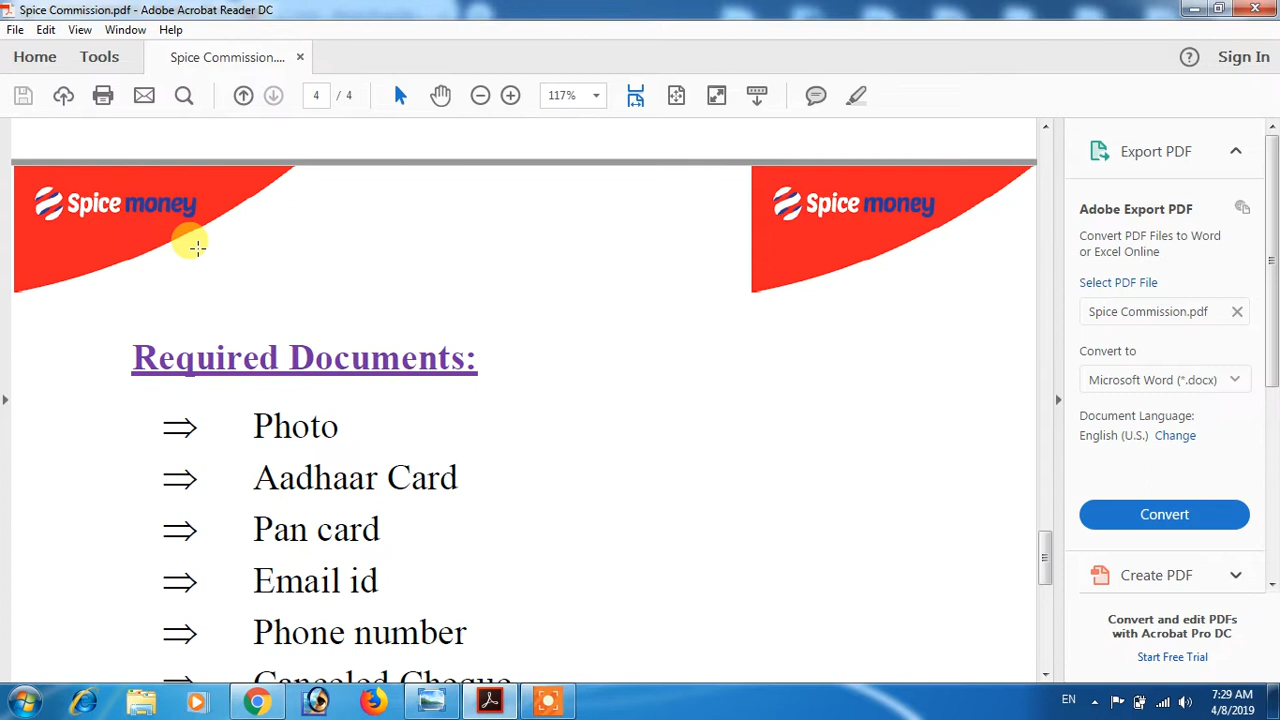 Spice Commission.pdf - Adobe Acrobat Reader DC
File Edit View Window Help
Home Tools Spice Commission.... × ? Sign In
4 / 4 117%
Spice money Spice money
Required Documents:
⇒ Photo
⇒ Aadhaar Card
⇒ Pan card
⇒ Email id
⇒ Phone number
⇒ Canceled Cheque
Export PDF
Adobe Export PDF
Convert PDF Files to Word
or Excel Online
Select PDF File
Spice Commission.pdf ×
Convert to
Microsoft Word (*.docx)
Document Language:
English (U.S.) Change
Convert
Create PDF
Convert and edit PDFs
with Acrobat Pro DC
Start Free Trial
EN
7:29 AM
4/8/2019